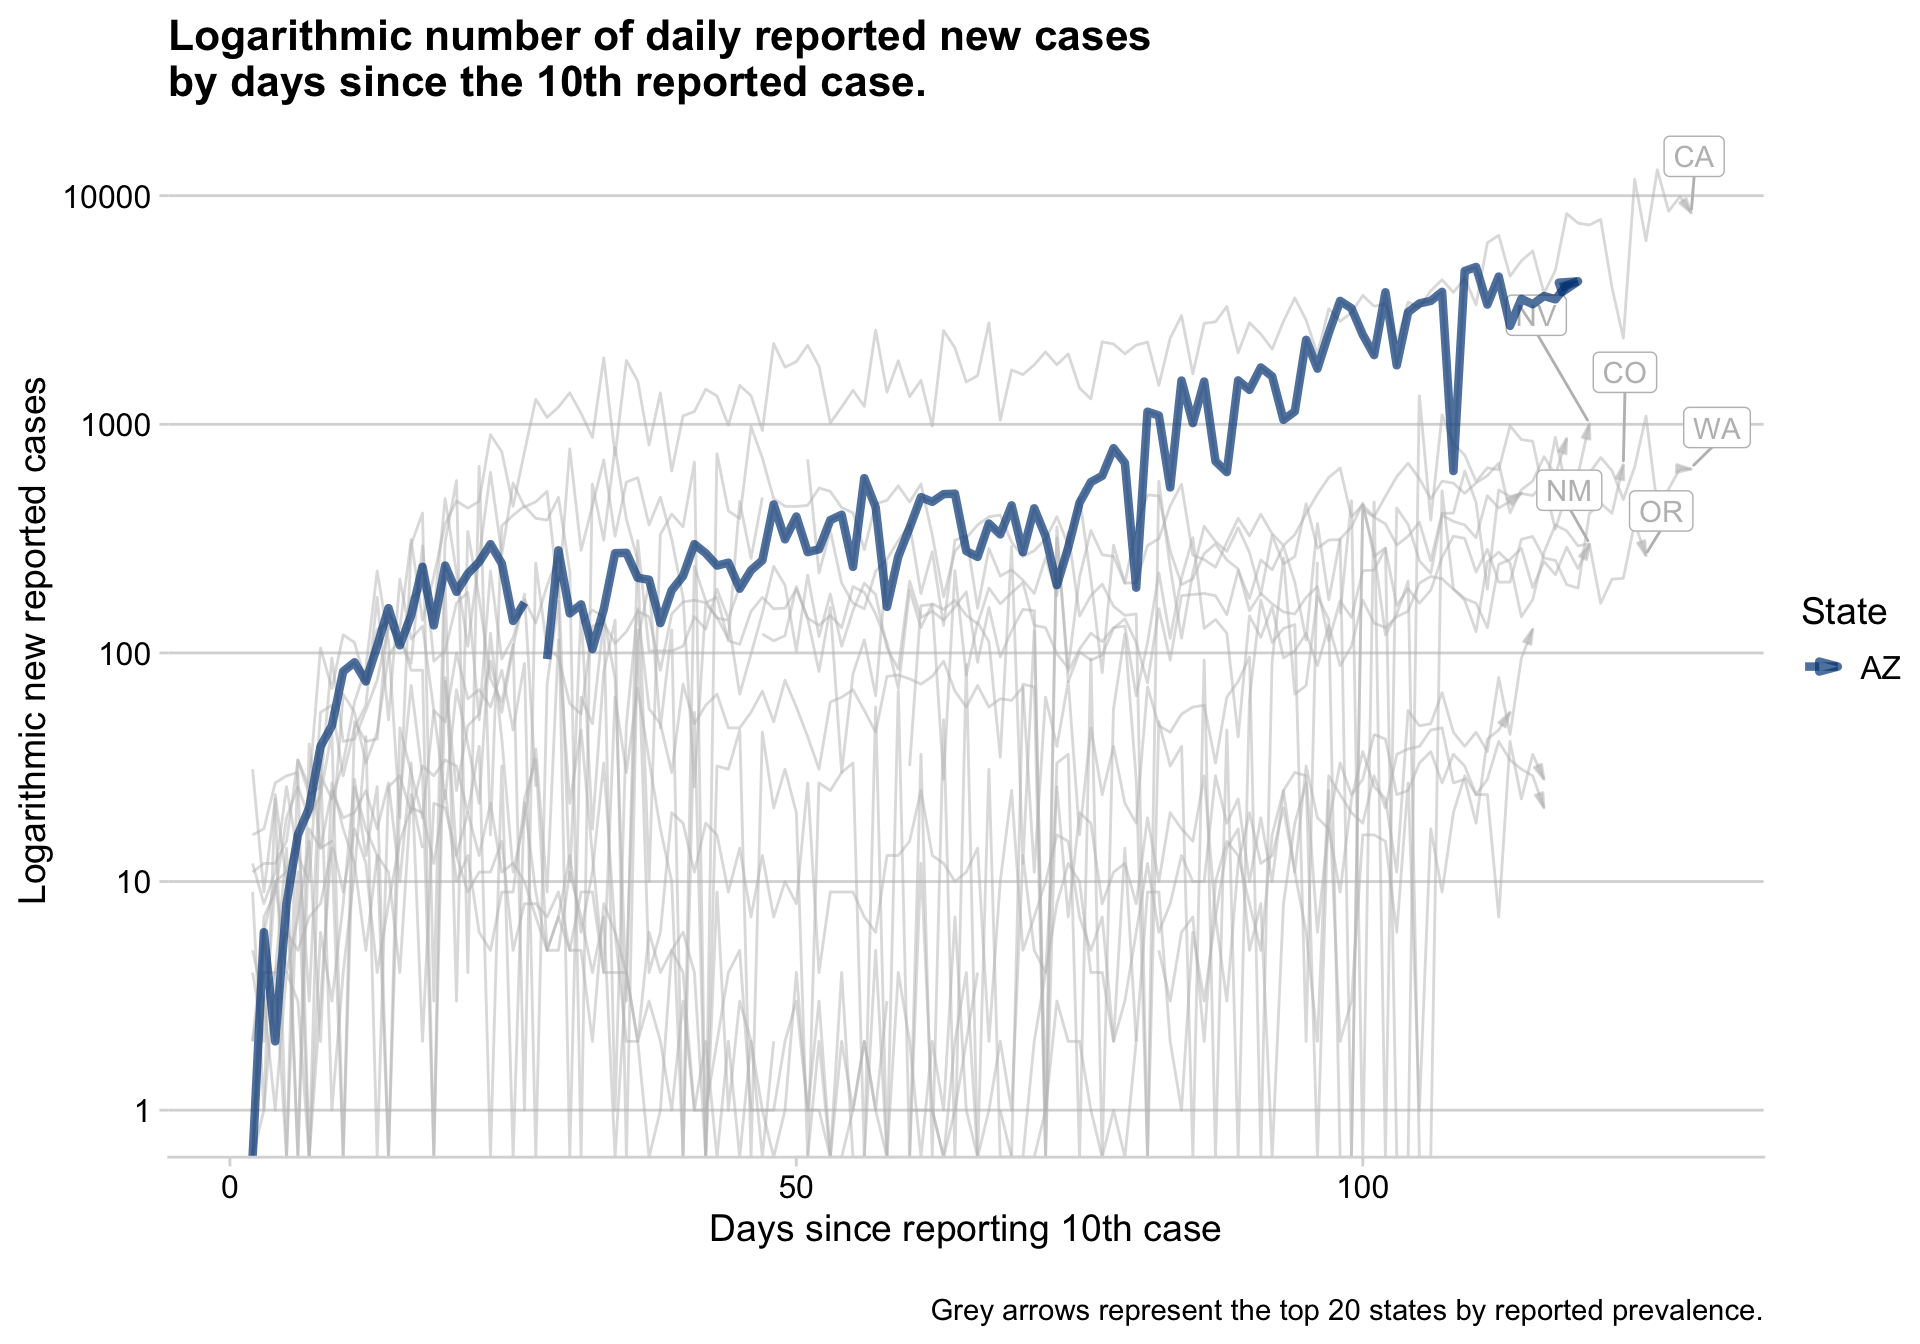 Logarithmic number of daily reported new cases
by days since the 10th reported case.
Logarithmic new reported cases
10000
1000
100
10
1
CA
NV
CO
WA
NM
OR
State
AZ
0
50
100
Days since reporting 10th case
Grey arrows represent the top 20 states by reported prevalence.